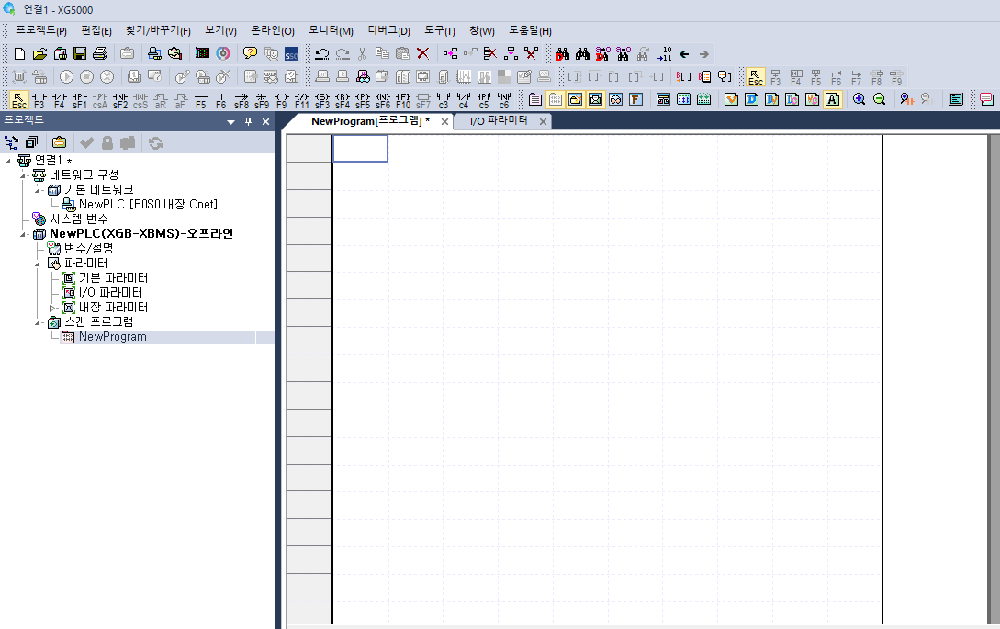 연결1 - XG5000
프로젝트(P) 편집(E) 찾기/바꾸기(F) 보기(V) 온라인(O) 모니터(M) 디버그(D) 도구(T) 창(W) 도움말(H)
Esc F3 F4 F5 F6 F7 F8 F9
Esc F3 F4 sF1 csA sF2 csS aR aF F5 F6 sF8 sF9 F9 F11 sF3 sF4 sF5 sF6 F10 sF7 c3 c4 c5 c6
프로젝트
NewProgram[프로그램] *
I/O 파라미터
연결1 *
네트워크 구성
기본 네트워크
NewPLC [B0S0 내장 Cnet]
시스템 변수
NewPLC(XGB-XBMS)-오프라인
변수/설명
파라미터
기본 파라미터
I/O 파라미터
내장 파라미터
스캔 프로그램
NewProgram